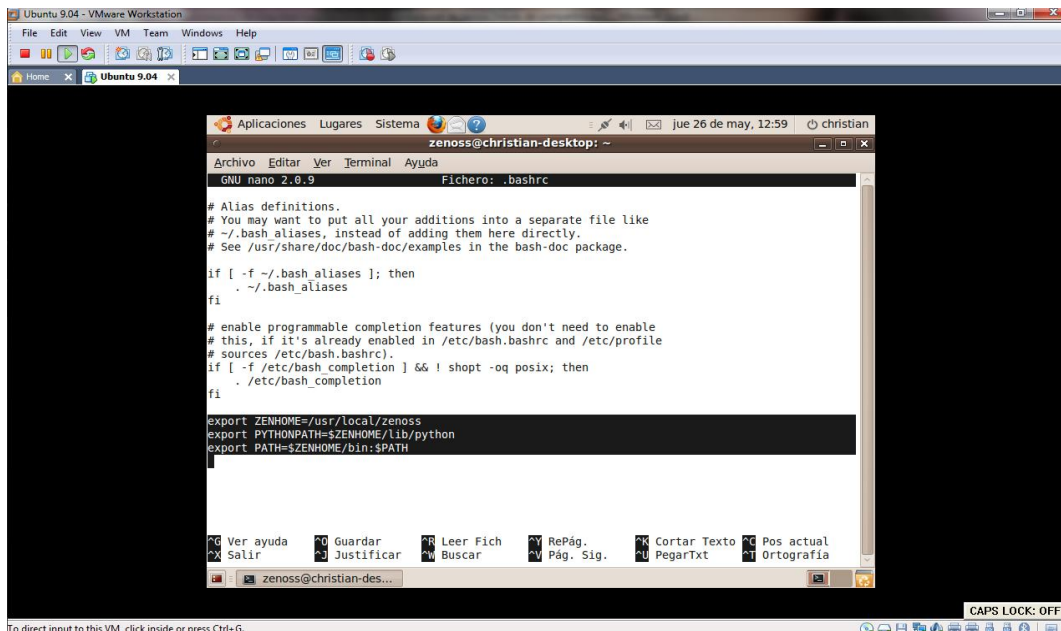 Ubuntu 9.04 - VMware Workstation
File Edit View VM Team Windows Help
Home Ubuntu 9.04
Aplicaciones Lugares Sistema jue 26 de may, 12:59 christian
zenoss@christian-desktop: ~
Archivo Editar Ver Terminal Ayuda
GNU nano 2.0.9 Fichero: .bashrc
# Alias definitions.
# You may want to put all your additions into a separate file like
# ~/.bash_aliases, instead of adding them here directly.
# See /usr/share/doc/bash-doc/examples in the bash-doc package.
if [ -f ~/.bash_aliases ]; then
. ~/.bash_aliases
fi
# enable programmable completion features (you don't need to enable
# this, if it's already enabled in /etc/bash.bashrc and /etc/profile
# sources /etc/bash.bashrc).
if [ -f /etc/bash_completion ] && ! shopt -oq posix; then
. /etc/bash_completion
fi
export ZENHOME=/usr/local/zenoss
export PYTHONPATH=$ZENHOME/lib/python
export PATH=$ZENHOME/bin:$PATH
^G Ver ayuda ^O Guardar ^R Leer Fich ^Y RePág. ^K Cortar Texto ^C Pos actual
^X Salir ^J Justificar ^W Buscar ^V Pág. Sig. ^U PegarTxt ^T Ortografía
zenoss@christian-des...
CAPS LOCK: OFF
To direct input to this VM, click inside or press Ctrl+G.